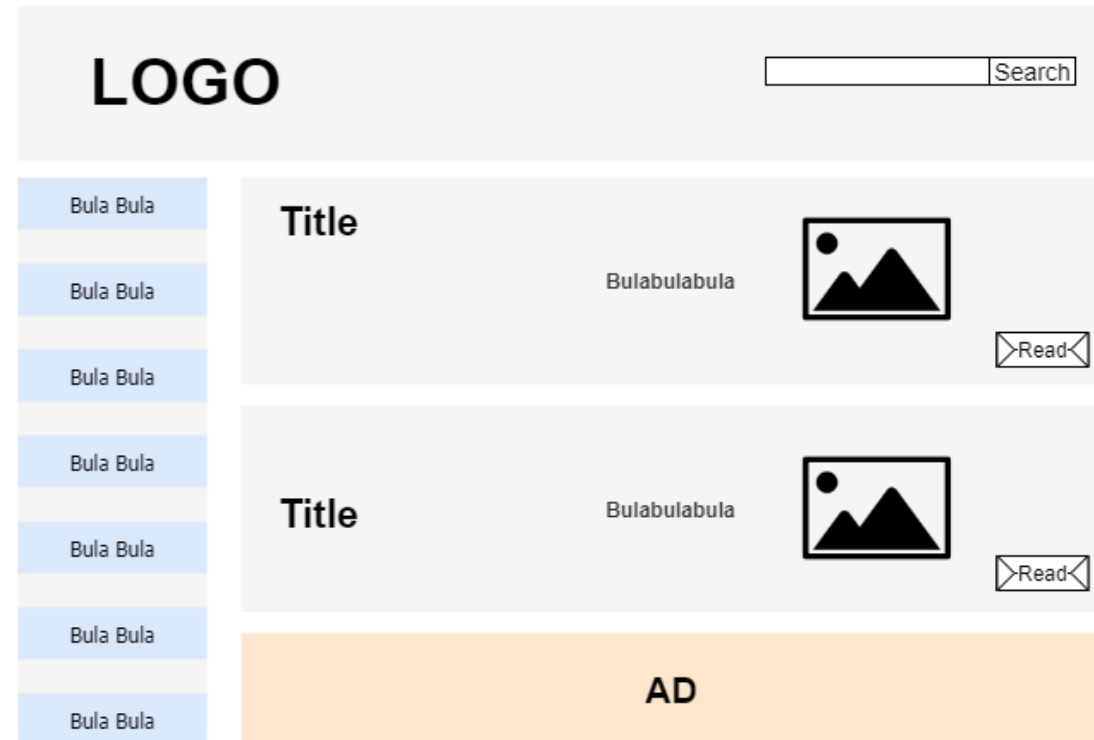 LOGO
Search
Bula Bula
Bula Bula
Bula Bula
Bula Bula
Bula Bula
Bula Bula
Bula Bula
Title
Bulabulabula
Read
Title
Bulabulabula
Read
AD